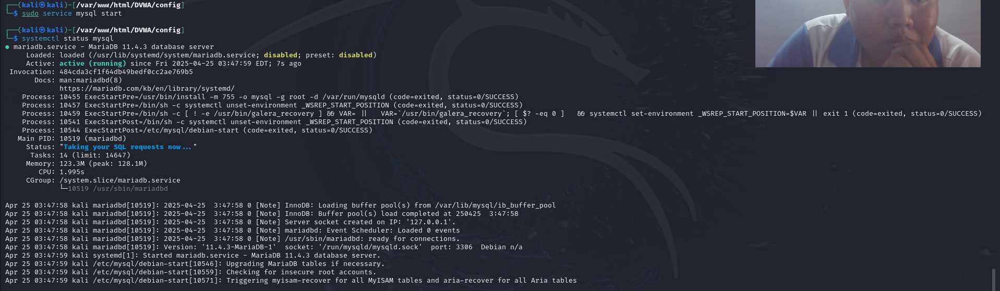 ┌──(kali㉿kali)-[/var/www/html/DVWA/config]
└─$ sudo service mysql start
┌──(kali㉿kali)-[/var/www/html/DVWA/config]
└─$ systemctl status mysql
● mariadb.service - MariaDB 11.4.3 database server
Loaded: loaded (/usr/lib/systemd/system/mariadb.service; disabled; preset: disabled)
Active: active (running) since Fri 2025-04-25 03:47:59 EDT; 7s ago
Invocation: 484cda3cf1f64db49bedf0cc2ae769b5
Docs: man:mariadbd(8)
https://mariadb.com/kb/en/library/systemd/
Process: 10455 ExecStartPre=/usr/bin/install -m 755 -o mysql -g root -d /var/run/mysqld (code=exited, status=0/SUCCESS)
Process: 10457 ExecStartPre=/bin/sh -c systemctl unset-environment _WSREP_START_POSITION (code=exited, status=0/SUCCESS)
Process: 10459 ExecStartPre=/bin/sh -c [ ! -e /usr/bin/galera_recovery ] && VAR= || VAR=`/usr/bin/galera_recovery`; [ $? -eq 0 ] && systemctl set-environment _WSREP_START_POSITION=$VAR || exit 1 (code=exited, status=0/SUCCESS)
Process: 10541 ExecStartPost=/bin/sh -c systemctl unset-environment _WSREP_START_POSITION (code=exited, status=0/SUCCESS)
Process: 10544 ExecStartPost=/etc/mysql/debian-start (code=exited, status=0/SUCCESS)
Main PID: 10519 (mariadbd)
Status: "Taking your SQL requests now..."
Tasks: 14 (limit: 14647)
Memory: 123.3M (peak: 128.1M)
CPU: 1.995s
CGroup: /system.slice/mariadb.service
└─10519 /usr/sbin/mariadbd
Apr 25 03:47:58 kali mariadbd[10519]: 2025-04-25  3:47:58 0 [Note] InnoDB: Loading buffer pool(s) from /var/lib/mysql/ib_buffer_pool
Apr 25 03:47:58 kali mariadbd[10519]: 2025-04-25  3:47:58 0 [Note] InnoDB: Buffer pool(s) load completed at 250425  3:47:58
Apr 25 03:47:58 kali mariadbd[10519]: 2025-04-25  3:47:58 0 [Note] Server socket created on IP: '127.0.0.1'.
Apr 25 03:47:58 kali mariadbd[10519]: 2025-04-25  3:47:58 0 [Note] mariadbd: Event Scheduler: Loaded 0 events
Apr 25 03:47:58 kali mariadbd[10519]: 2025-04-25  3:47:58 0 [Note] /usr/sbin/mariadbd: ready for connections.
Apr 25 03:47:58 kali mariadbd[10519]: Version: '11.4.3-MariaDB-1'  socket: '/run/mysqld/mysqld.sock'  port: 3306  Debian n/a
Apr 25 03:47:59 kali systemd[1]: Started mariadb.service - MariaDB 11.4.3 database server.
Apr 25 03:47:59 kali /etc/mysql/debian-start[10546]: Upgrading MariaDB tables if necessary.
Apr 25 03:47:59 kali /etc/mysql/debian-start[10559]: Checking for insecure root accounts.
Apr 25 03:47:59 kali /etc/mysql/debian-start[10571]: Triggering myisam-recover for all MyISAM tables and aria-recover for all Aria tables